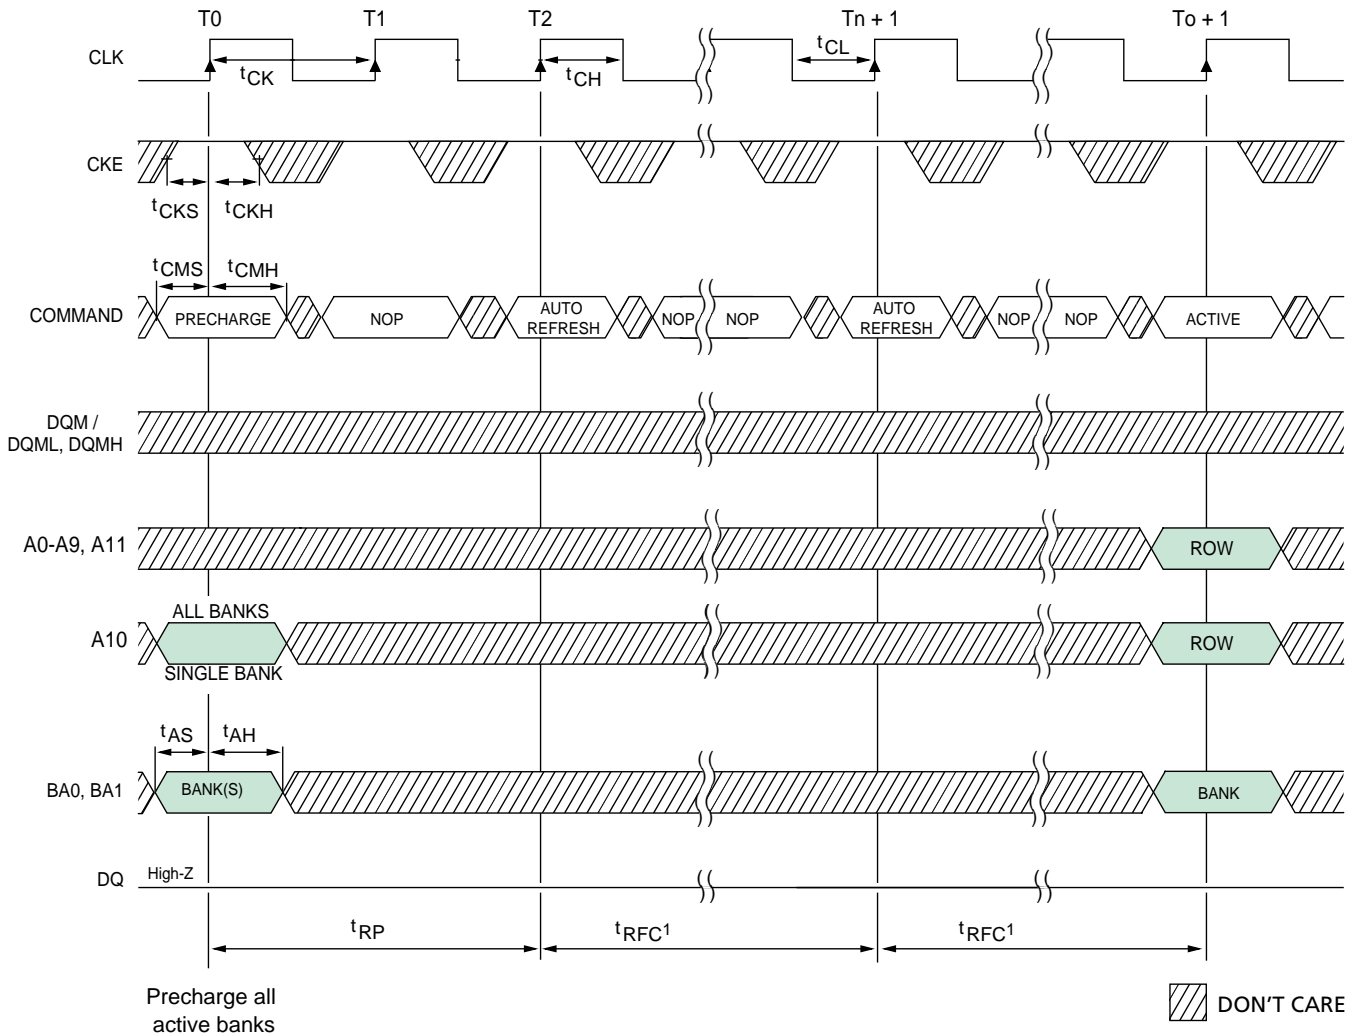 T0 T1 T2 Tn + 1 To + 1
CLK
tCK tCH tCL
CKE
tCKS tCKH
tCMS tCMH
COMMAND PRECHARGE NOP AUTO REFRESH NOP NOP AUTO REFRESH NOP NOP ACTIVE
DQM /
DQML, DQMH
A0-A9, A11 ROW
ALL BANKS
A10 ROW
SINGLE BANK
tAS tAH
BA0, BA1 BANK(S) BANK
DQ High-Z
tRP tRFC1 tRFC1
Precharge all
active banks
DON'T CARE